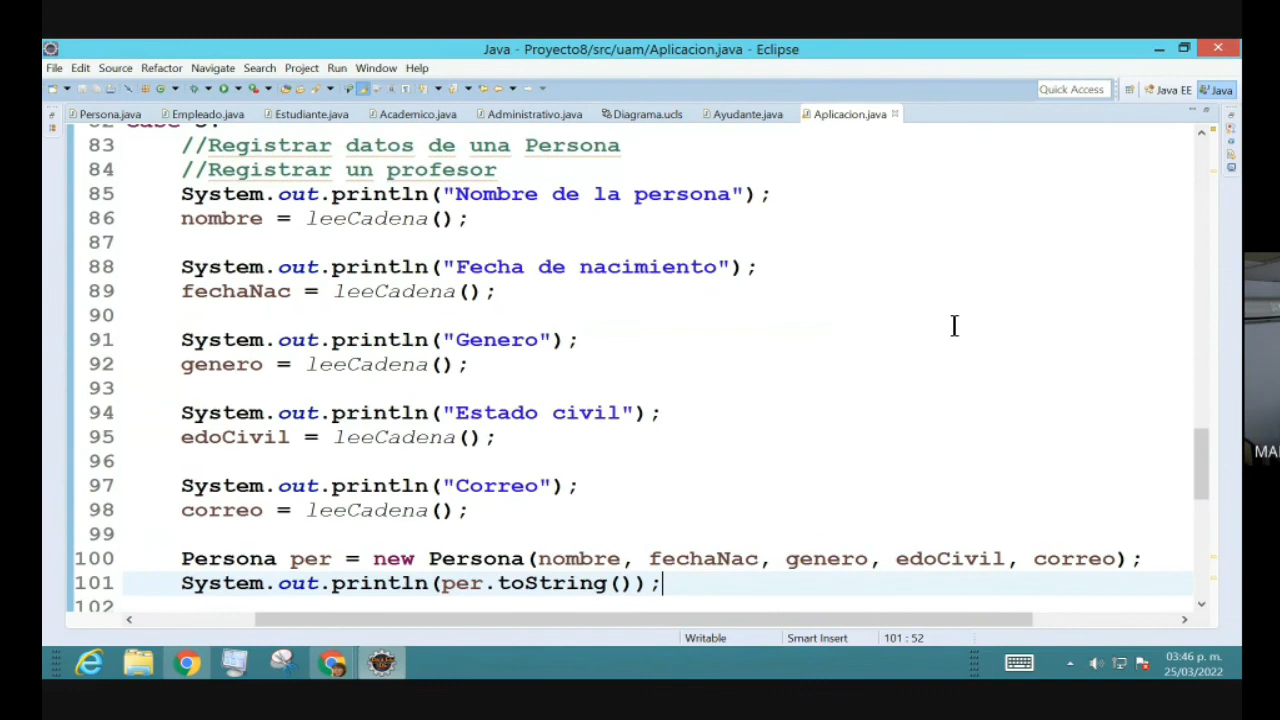 Java - Proyecto8/src/uam/Aplicacion.java - Eclipse
File Edit Source Refactor Navigate Search Project Run Window Help
Quick Access Java EE Java
Persona.java Empleado.java Estudiante.java Academico.java Administrativo.java Diagrama.ucls Ayudante.java Aplicacion.java
83 //Registrar datos de una Persona
84 //Registrar un profesor
85 System.out.println("Nombre de la persona");
86 nombre = leeCadena();
87
88 System.out.println("Fecha de nacimiento");
89 fechaNac = leeCadena();
90
91 System.out.println("Genero");
92 genero = leeCadena();
93
94 System.out.println("Estado civil");
95 edoCivil = leeCadena();
96
97 System.out.println("Correo");
98 correo = leeCadena();
99
100 Persona per = new Persona(nombre, fechaNac, genero, edoCivil, correo);
101 System.out.println(per.toString());
102
Writable Smart Insert 101 : 52
03:46 p. m.
25/03/2022